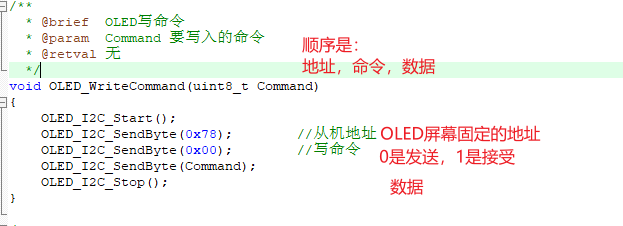 /**
  * @brief  OLED写命令
  * @param  Command 要写入的命令
  * @retval 无
  */
顺序是：
地址，命令，数据
void OLED_WriteCommand(uint8_t Command)
{
    OLED_I2C_Start();
    OLED_I2C_SendByte(0x78);        //从机地址 OLED屏幕固定的地址
    OLED_I2C_SendByte(0x00);        //写命令 0是发送，1是接受
    OLED_I2C_SendByte(Command); 数据
    OLED_I2C_Stop();
}